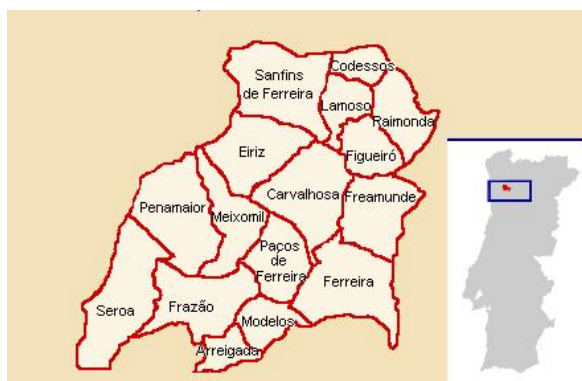 Codessos
Sanfins
de Ferreira
Lamoso
Raimonda
Eiriz
Figueiró
Carvalhosa
Freamunde
Penamaior
Meixomil
Paços
de
Ferreira
Ferreira
Seroa
Frazão
Modelos
Arreigada